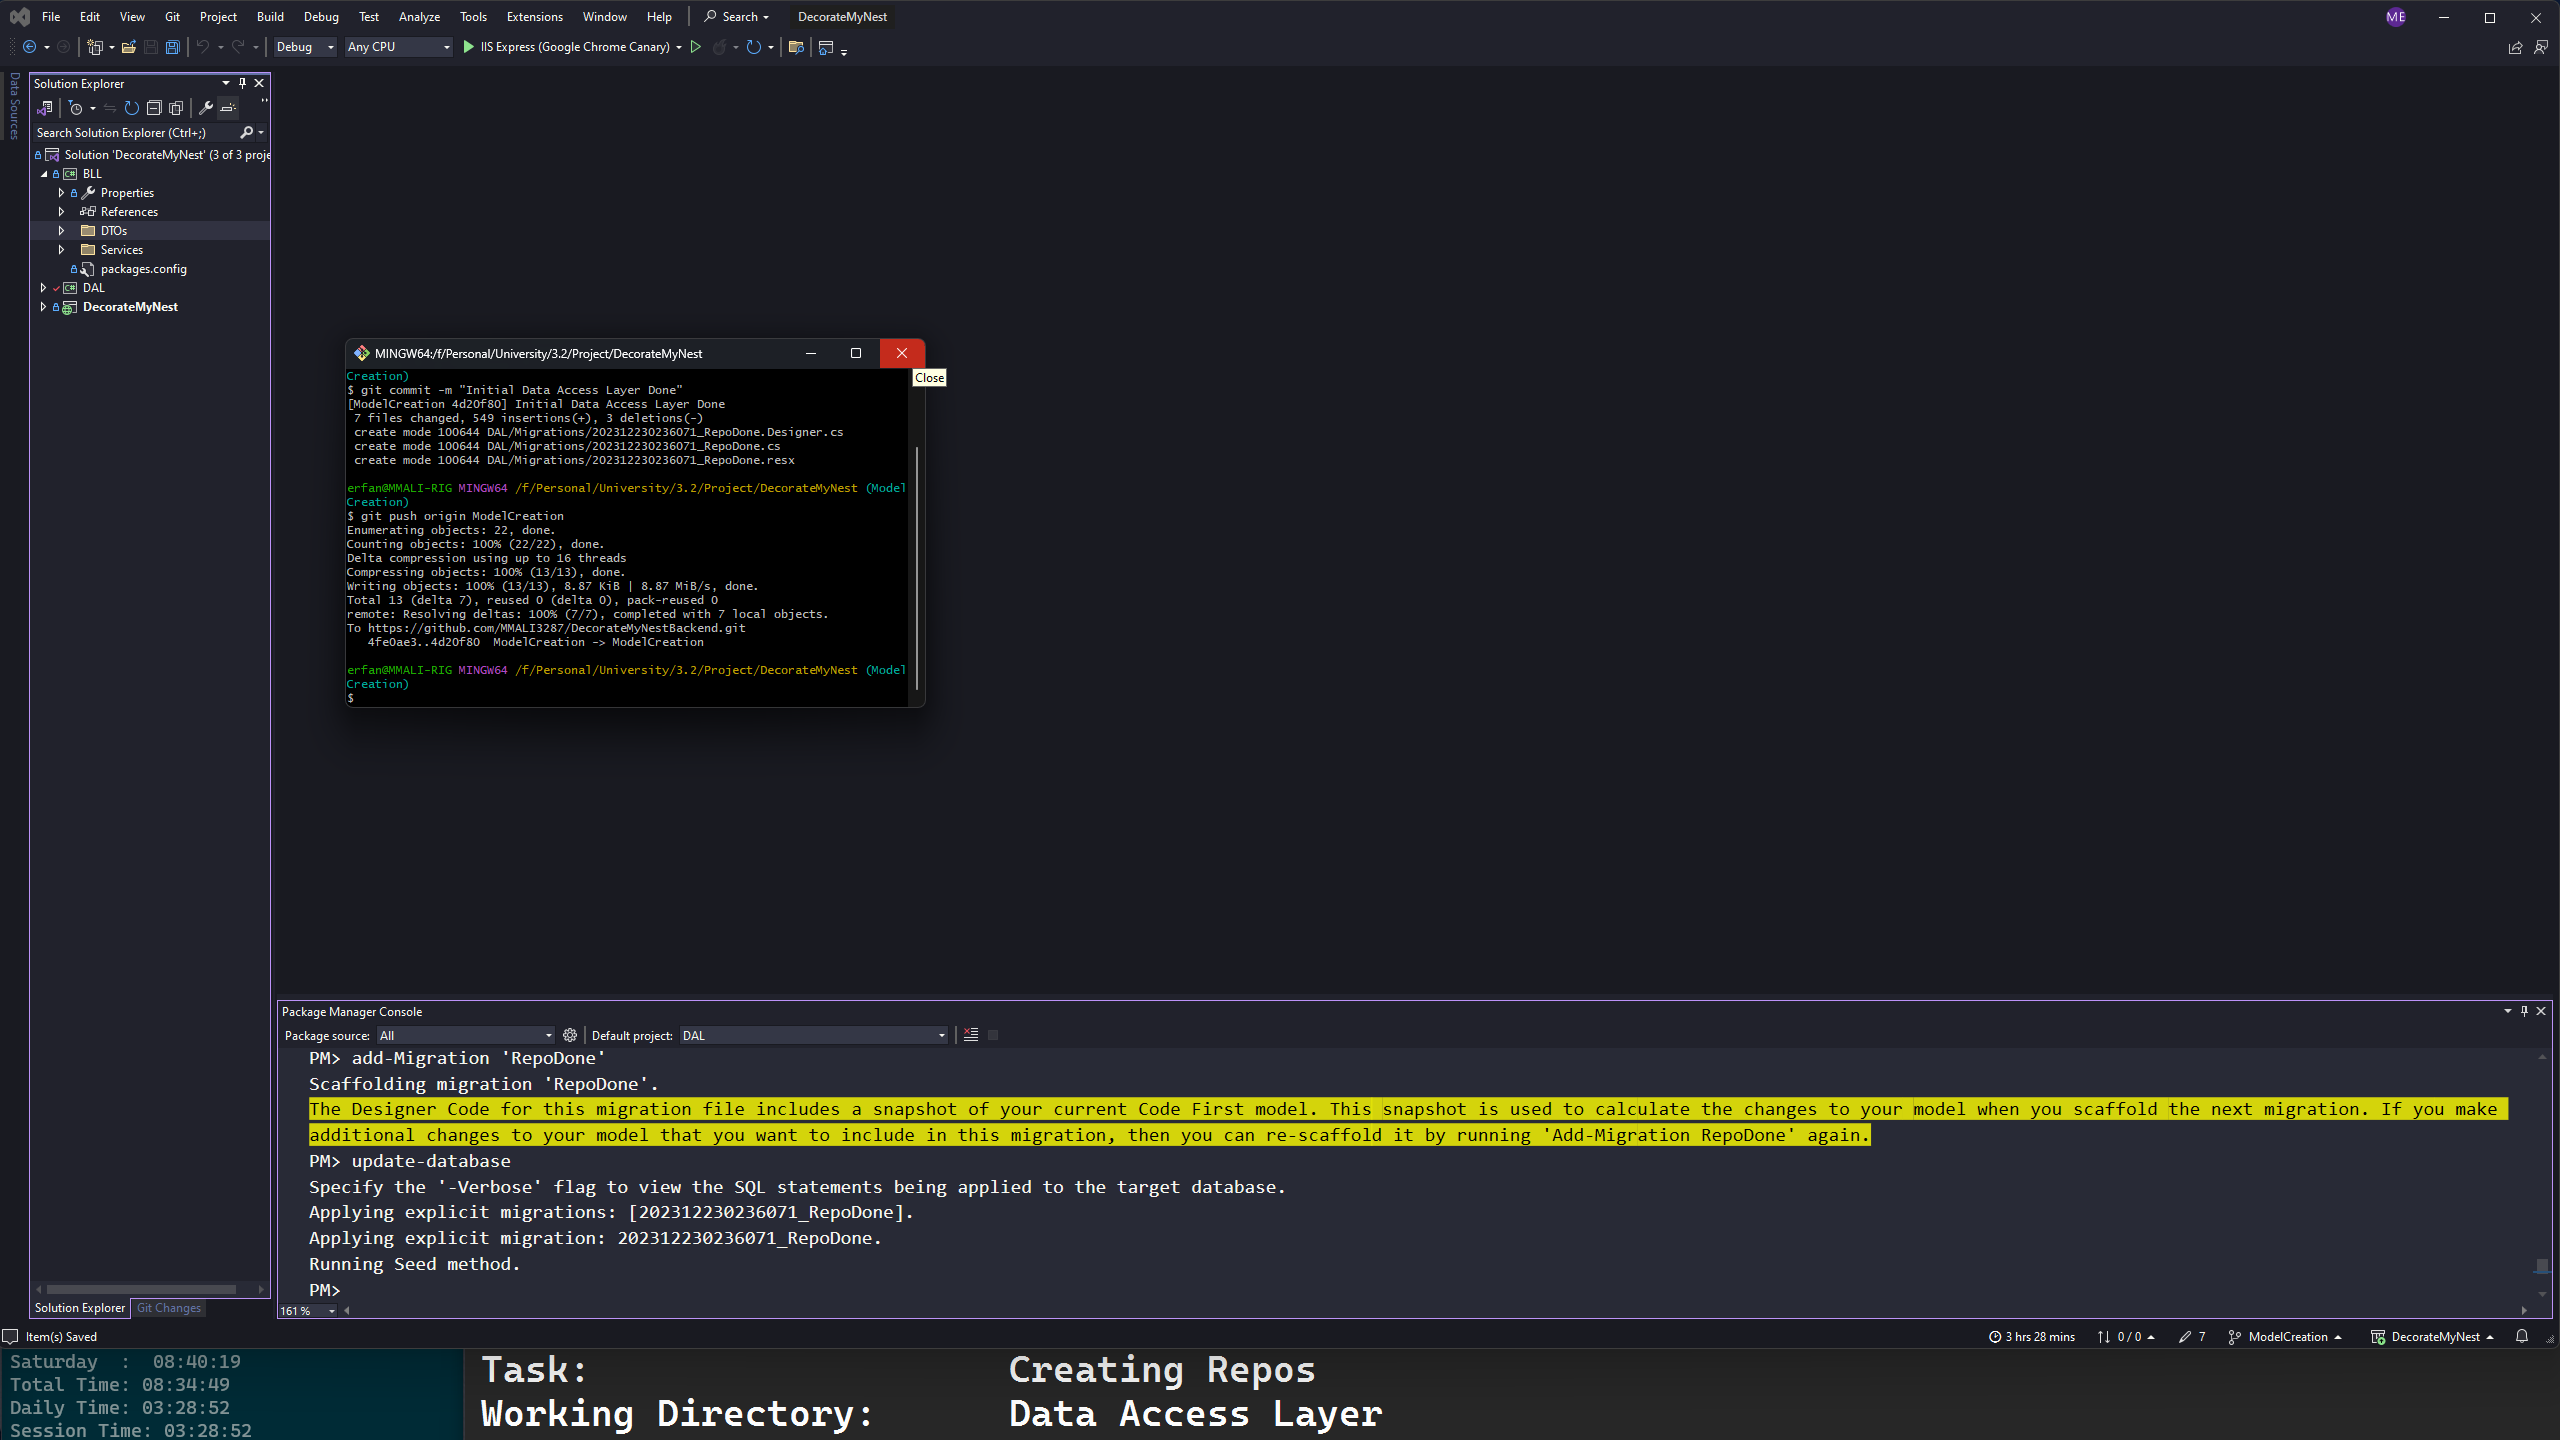 File Edit View Git Project Build Debug Test Analyze Tools Extensions Window Help Search DecorateMyNest ME
Debug Any CPU IIS Express (Google Chrome Canary)
Data Sources
Solution Explorer
Search Solution Explorer (Ctrl+;)
Solution 'DecorateMyNest' (3 of 3 proje
BLL
Properties
References
DTOs
Services
packages.config
DAL
DecorateMyNest
Solution Explorer Git Changes
MINGW64:/f/Personal/University/3.2/Project/DecorateMyNest
Close
Creation)
$ git commit -m "Initial Data Access Layer Done"
[ModelCreation 4d20f80] Initial Data Access Layer Done
7 files changed, 549 insertions(+), 3 deletions(-)
create mode 100644 DAL/Migrations/202312230236071_RepoDone.Designer.cs
create mode 100644 DAL/Migrations/202312230236071_RepoDone.cs
create mode 100644 DAL/Migrations/202312230236071_RepoDone.resx
erfan@MMALI-RIG MINGW64 /f/Personal/University/3.2/Project/DecorateMyNest (Model
Creation)
$ git push origin ModelCreation
Enumerating objects: 22, done.
Counting objects: 100% (22/22), done.
Delta compression using up to 16 threads
Compressing objects: 100% (13/13), done.
Writing objects: 100% (13/13), 8.87 KiB | 8.87 MiB/s, done.
Total 13 (delta 7), reused 0 (delta 0), pack-reused 0
remote: Resolving deltas: 100% (7/7), completed with 7 local objects.
To https://github.com/MMALI3287/DecorateMyNestBackend.git
4fe0ae3..4d20f80  ModelCreation -> ModelCreation
erfan@MMALI-RIG MINGW64 /f/Personal/University/3.2/Project/DecorateMyNest (Model
Creation)
$
Package Manager Console
Package source: All Default project: DAL
PM> add-Migration 'RepoDone'
Scaffolding migration 'RepoDone'.
The Designer Code for this migration file includes a snapshot of your current Code First model. This snapshot is used to calculate the changes to your model when you scaffold the next migration. If you make
additional changes to your model that you want to include in this migration, then you can re-scaffold it by running 'Add-Migration RepoDone' again.
PM> update-database
Specify the '-Verbose' flag to view the SQL statements being applied to the target database.
Applying explicit migrations: [202312230236071_RepoDone].
Applying explicit migration: 202312230236071_RepoDone.
Running Seed method.
PM>
161 %
Item(s) Saved 3 hrs 28 mins 0 / 0 7 ModelCreation DecorateMyNest
Saturday  :  08:40:19
Total Time: 08:34:49
Daily Time: 03:28:52
Session Time: 03:28:52
Task: Creating Repos
Working Directory: Data Access Layer